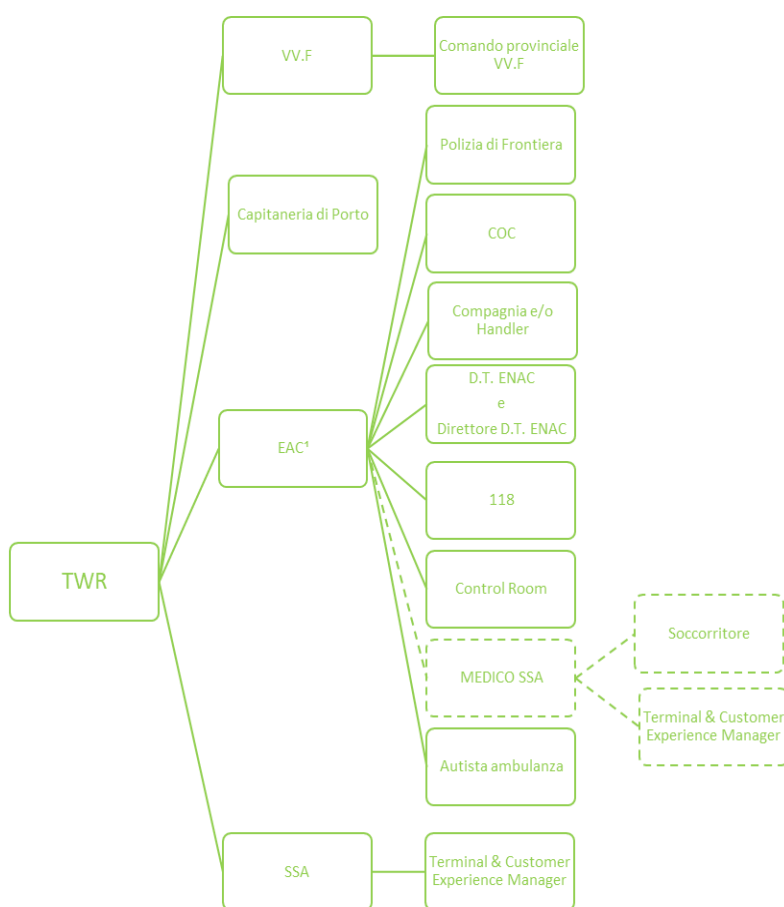 VV.F
Comando provinciale
VV.F
Polizia di Frontiera
Capitaneria di Porto
COC
Compagnia e/o
Handler
D.T. ENAC
e
Direttore D.T. ENAC
EAC¹
118
TWR
Control Room
Soccorritore
MEDICO SSA
Terminal & Customer
Experience Manager
Autista ambulanza
SSA
Terminal & Customer
Experience Manager